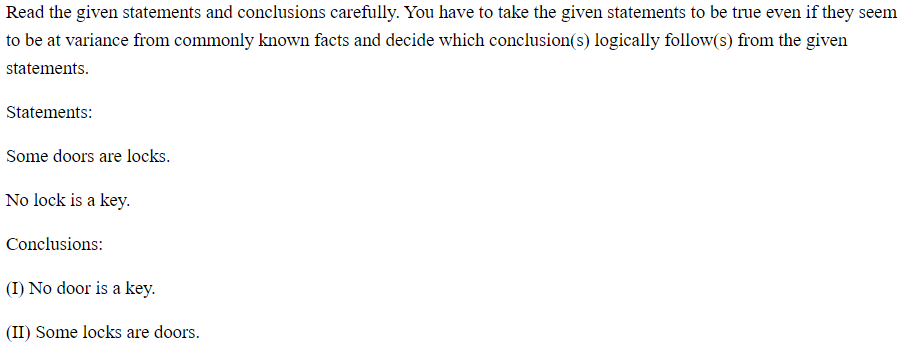 Read the given statements and conclusions carefully. You have to take the given statements to be true even if they seem
to be at variance from commonly known facts and decide which conclusion(s) logically follow(s) from the given
statements.
Statements:
Some doors are locks.
No lock is a key.
Conclusions:
(I) No door is a key.
(II) Some locks are doors.